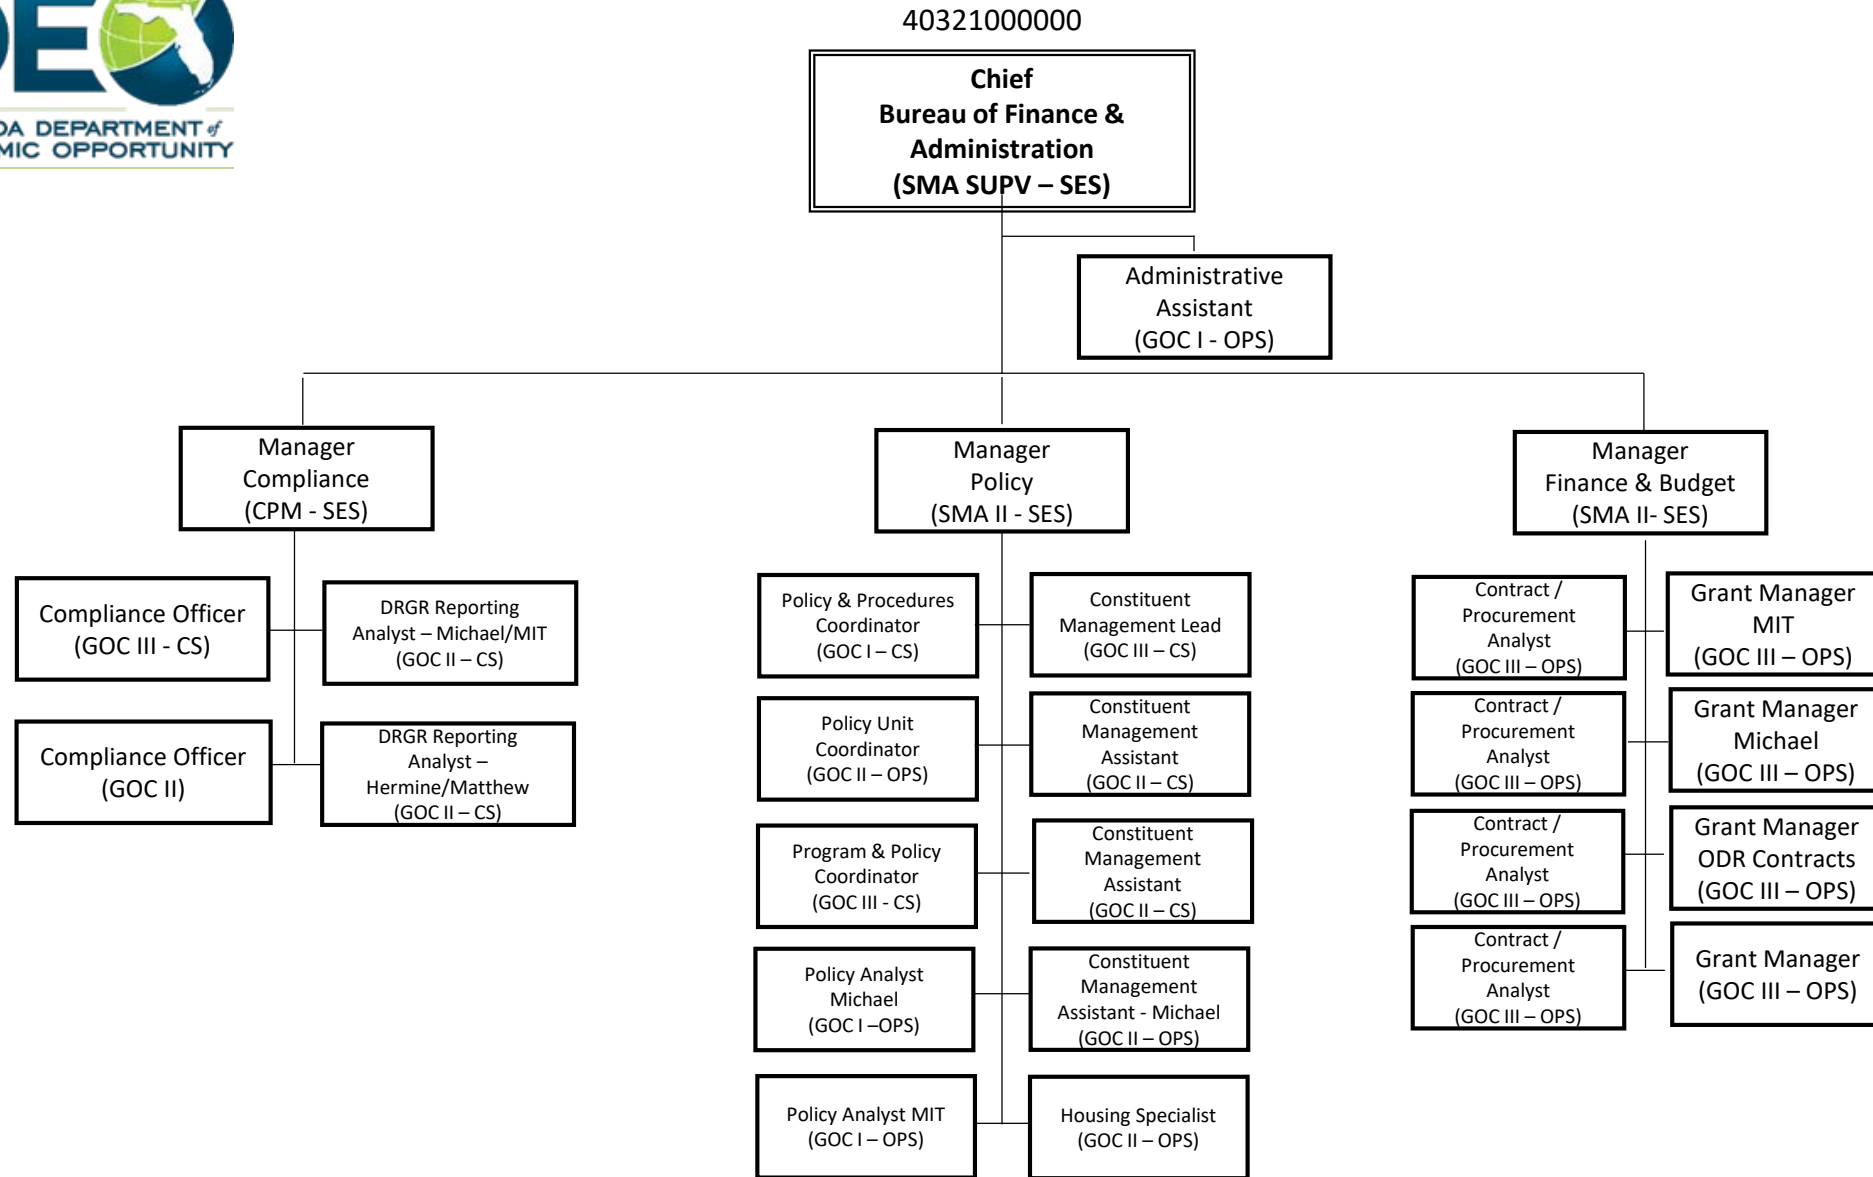 DE
DA DEPARTMENT of
MIC OPPORTUNITY
40321000000
Chief
Bureau of Finance &
Administration
(SMA SUPV – SES)
Administrative
Assistant
(GOC I - OPS)
Manager
Compliance
(CPM - SES)
Manager
Policy
(SMA II - SES)
Manager
Finance & Budget
(SMA II- SES)
Compliance Officer
(GOC III - CS)
DRGR Reporting
Analyst – Michael/MIT
(GOC II – CS)
Compliance Officer
(GOC II)
DRGR Reporting
Analyst –
Hermine/Matthew
(GOC II – CS)
Policy & Procedures
Coordinator
(GOC I – CS)
Constituent
Management Lead
(GOC III – CS)
Policy Unit
Coordinator
(GOC II – OPS)
Constituent
Management
Assistant
(GOC II – CS)
Program & Policy
Coordinator
(GOC III - CS)
Constituent
Management
Assistant
(GOC II – CS)
Policy Analyst
Michael
(GOC I –OPS)
Constituent
Management
Assistant - Michael
(GOC II – OPS)
Policy Analyst MIT
(GOC I – OPS)
Housing Specialist
(GOC II – OPS)
Contract /
Procurement
Analyst
(GOC III – OPS)
Grant Manager
MIT
(GOC III – OPS)
Contract /
Procurement
Analyst
(GOC III – OPS)
Grant Manager
Michael
(GOC III – OPS)
Contract /
Procurement
Analyst
(GOC III – OPS)
Grant Manager
ODR Contracts
(GOC III – OPS)
Contract /
Procurement
Analyst
(GOC III – OPS)
Grant Manager
(GOC III – OPS)